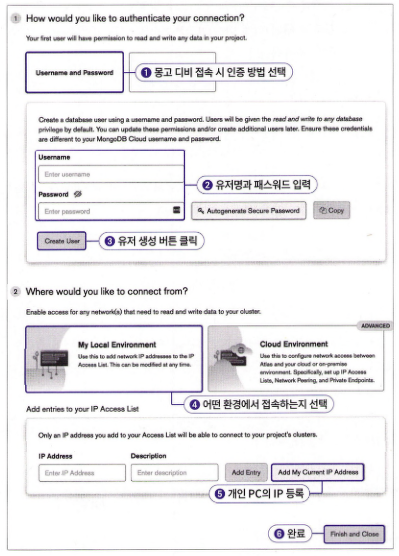 1 How would you like to authenticate your connection?
Your first user will have permission to read and write any data in your project.
Username and Password
❶ 몽고 디비 접속 시 인증 방법 선택
Create a database user using a username and password. Users will be given the read and write to any database
privilege by default. You can update these permissions and/or create additional users later. Ensure these credentials
are different to your MongoDB Cloud username and password.
Username
Enter username
❷ 유저명과 패스워드 입력
Password
Enter password
Autogenerate Secure Password
Copy
Create User
❸ 유저 생성 버튼 클릭
2 Where would you like to connect from?
Enable access for any network(s) that need to read and write data to your cluster.
ADVANCED
My Local Environment
Use this to add network IP addresses to the IP
Access List. This can be modified at any time.
Cloud Environment
Use this to configure network access between
Atlas and your cloud or on-premise
environment. Specifically, set up IP Access
Lists, Network Peering, and Private Endpoints.
❹ 어떤 환경에서 접속하는지 선택
Add entries to your IP Access List
Only an IP address you add to your Access List will be able to connect to your project's clusters.
IP Address
Description
Enter IP Address
Enter description
Add Entry
Add My Current IP Address
❺ 개인 PC의 IP 등록
❻ 완료
Finish and Close